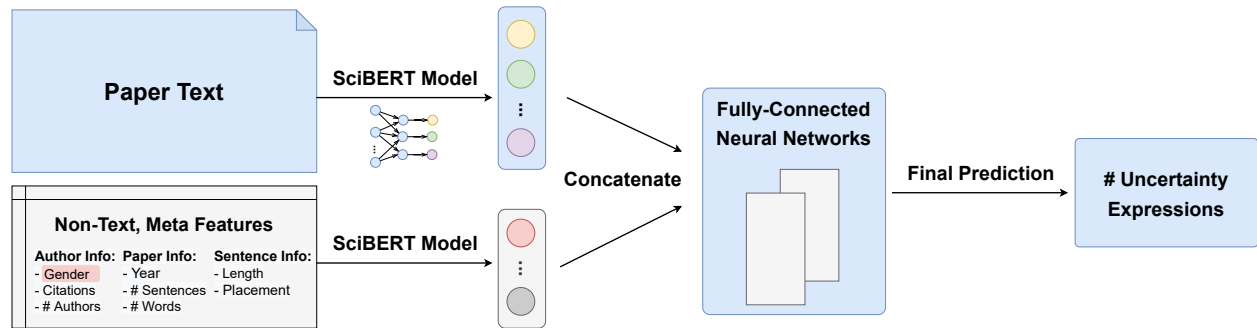 Paper Text
SciBERT Model
...
...
Non-Text, Meta Features
Author Info: Paper Info: Sentence Info:
- Gender - Year - Length
- Citations - # Sentences - Placement
- # Authors - # Words
SciBERT Model
...
Concatenate
Fully-Connected
Neural Networks
Final Prediction
# Uncertainty
Expressions